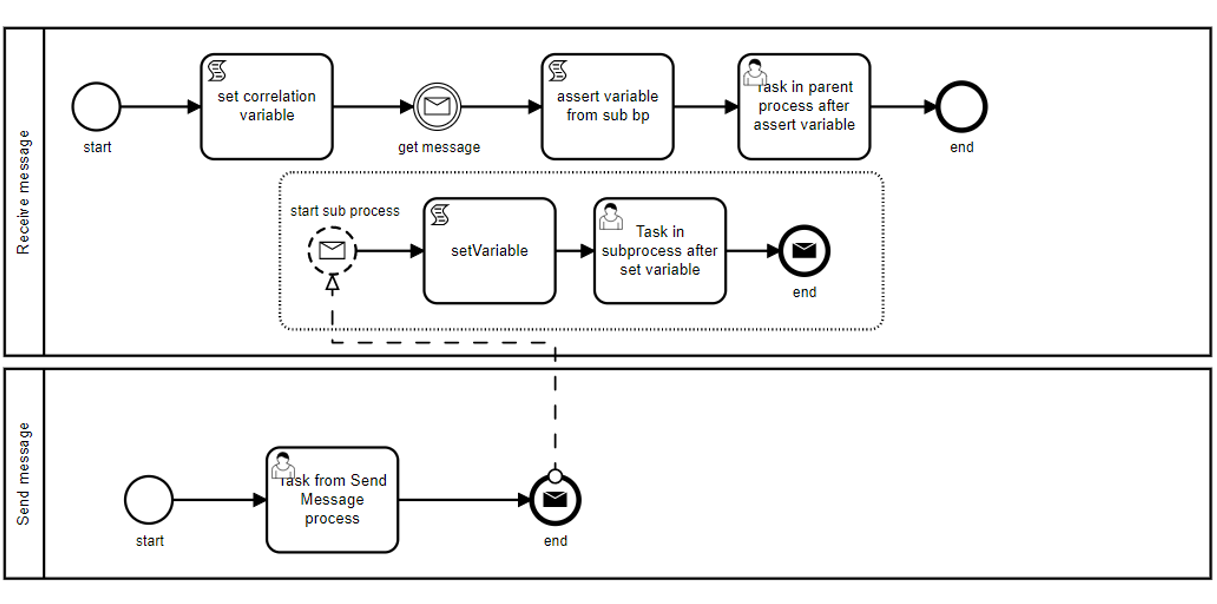 Receive message
set correlation
variable
start
get message
assert variable
from sub bp
Task in parent
process after
assert variable
end
start sub process
setVariable
Task in
subprocess after
set variable
end
Send message
start
Task from Send
Message
process
end